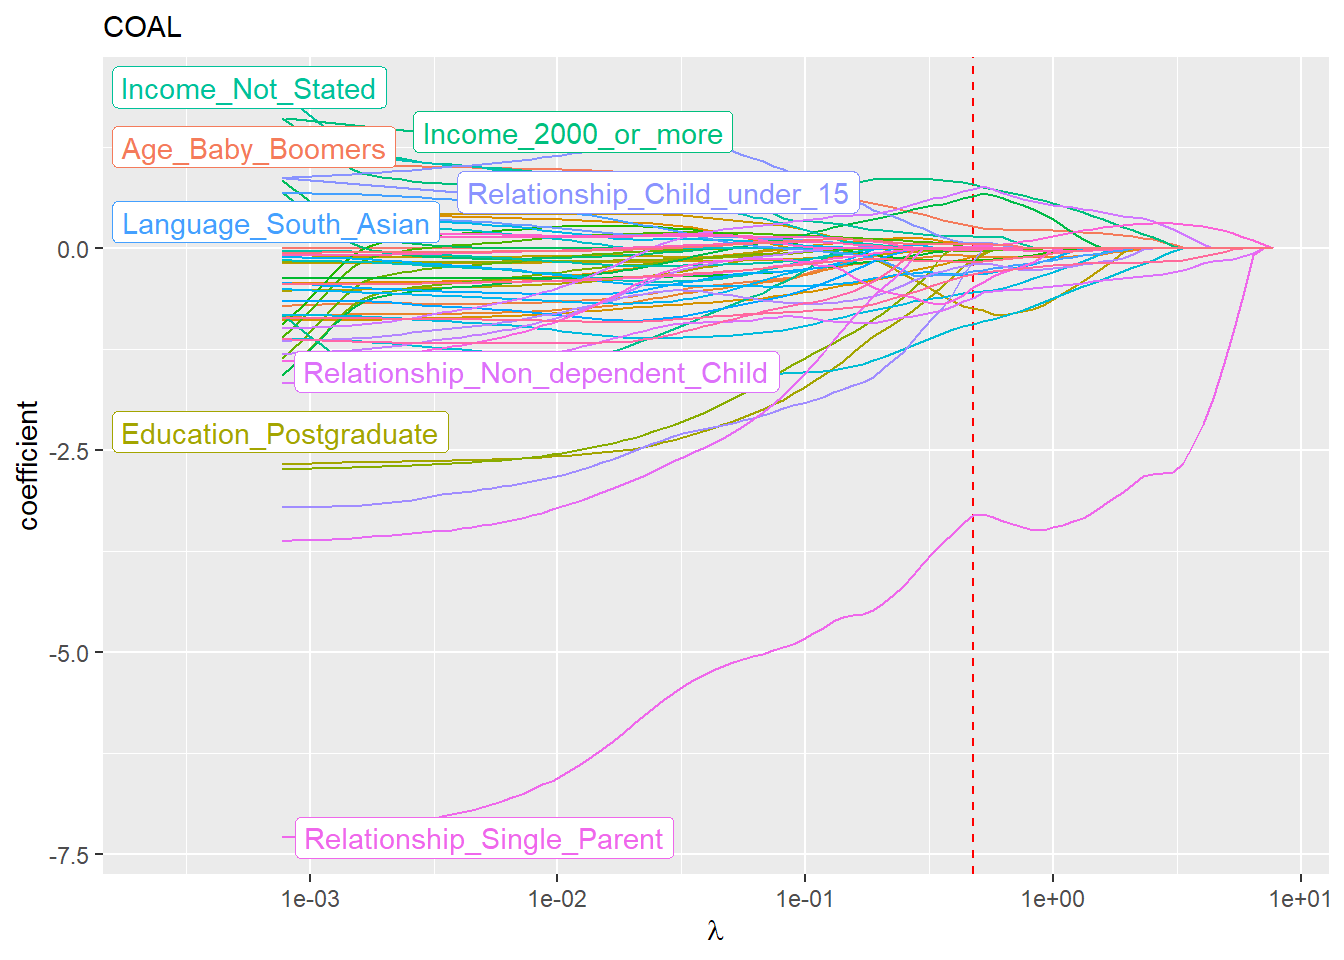 COAL
Income_Not_Stated
Income_2000_or_more
Age_Baby_Boomers
Relationship_Child_under_15
Language_South_Asian
0.0
Relationship_Non_dependent_Child
Education_Postgraduate
-2.5
coefficient
-5.0
Relationship_Single_Parent
-7.5
1e-03 1e-02 1e-01 1e+00 1e+01
λ